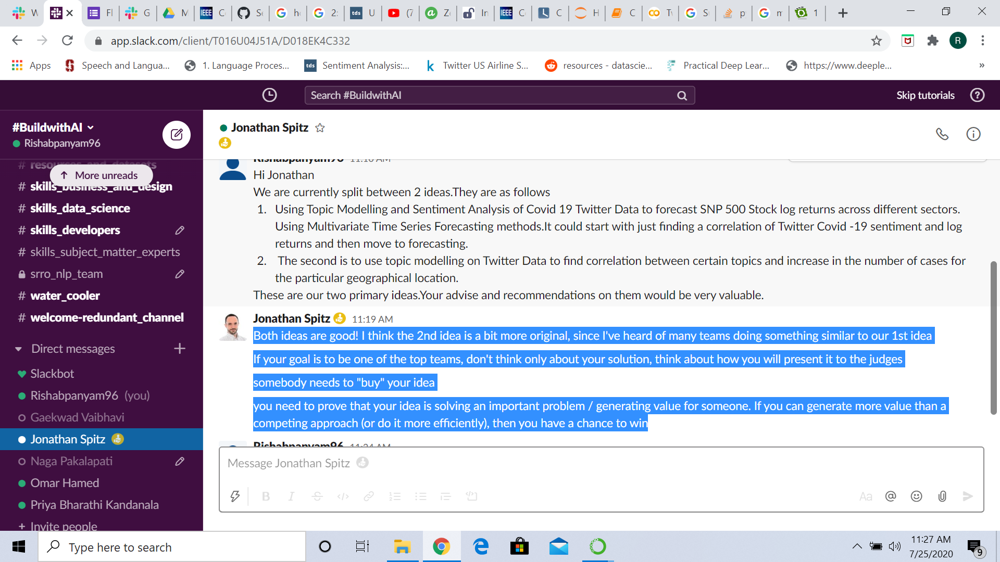 W
Fl
G
M
C
Se
h
2:
tds
U
(7
Z
In
IEEE
C
C
H
C
T
S
p
G
m
1
app.slack.com/client/T016U04J51A/D018EK4C332
R
Apps
Speech and Langua...
1. Language Proces...
tds
Sentiment Analysis:...
Twitter US Airline S...
resources - datascie...
Practical Deep Lear...
https://www.deeple...
»
Search #BuildwithAI
Skip tutorials
#BuildwithAI
Rishabpanyam96
# resources_and_datasets
More unreads
# skills_business_and_design
# skills_data_science
# skills_developers
# skills_subject_matter_experts
srro_nlp_team
# water_cooler
# welcome-redundant_channel
Direct messages
Slackbot
Rishabpanyam96 (you)
Gaekwad Vaibhavi
Jonathan Spitz
Naga Pakalapati
Omar Hamed
Priya Bharathi Kandanala
+ Invite people
Jonathan Spitz
Rishabpanyam96 11:16 AM
Hi Jonathan
We are currently split between 2 ideas.They are as follows
1. Using Topic Modelling and Sentiment Analysis of Covid 19 Twitter Data to forecast SNP 500 Stock log returns across different sectors.
Using Multivariate Time Series Forecasting methods.It could start with just finding a correlation of Twitter Covid -19 sentiment and log
returns and then move to forecasting.
2. The second is to use topic modelling on Twitter Data to find correlation between certain topics and increase in the number of cases for
the particular geographical location.
These are our two primary ideas.Your advise and recommendations on them would be very valuable.
Jonathan Spitz 11:19 AM
Both ideas are good! I think the 2nd idea is a bit more original, since I've heard of many teams doing something similar to our 1st idea
If your goal is to be one of the top teams, don't think only about your solution, think about how you will present it to the judges
somebody needs to "buy" your idea
you need to prove that your idea is solving an important problem / generating value for someone. If you can generate more value than a
competing approach (or do it more efficiently), then you have a chance to win
Rishabpanyam96 11:24 AM
Message Jonathan Spitz
B I S </> Aa @
Type here to search
11:27 AM
7/25/2020
9